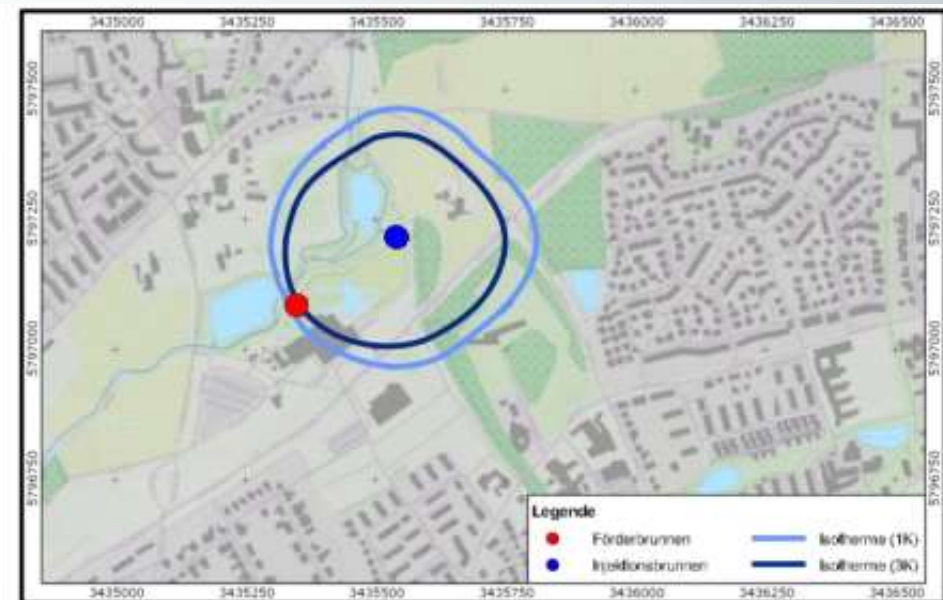 3435000 3435250 3435500 3435750 3436000 3436250 3436500
5797500 5797500
5797250 5797250
5797000 5797000
5796750 5796750
Legende
Förderbrunnen Isotherme (1K)
Injektionsbrunnen Isotherme (3K)
3435000 3435250 3435500 3435750 3436000 3436250 3436500